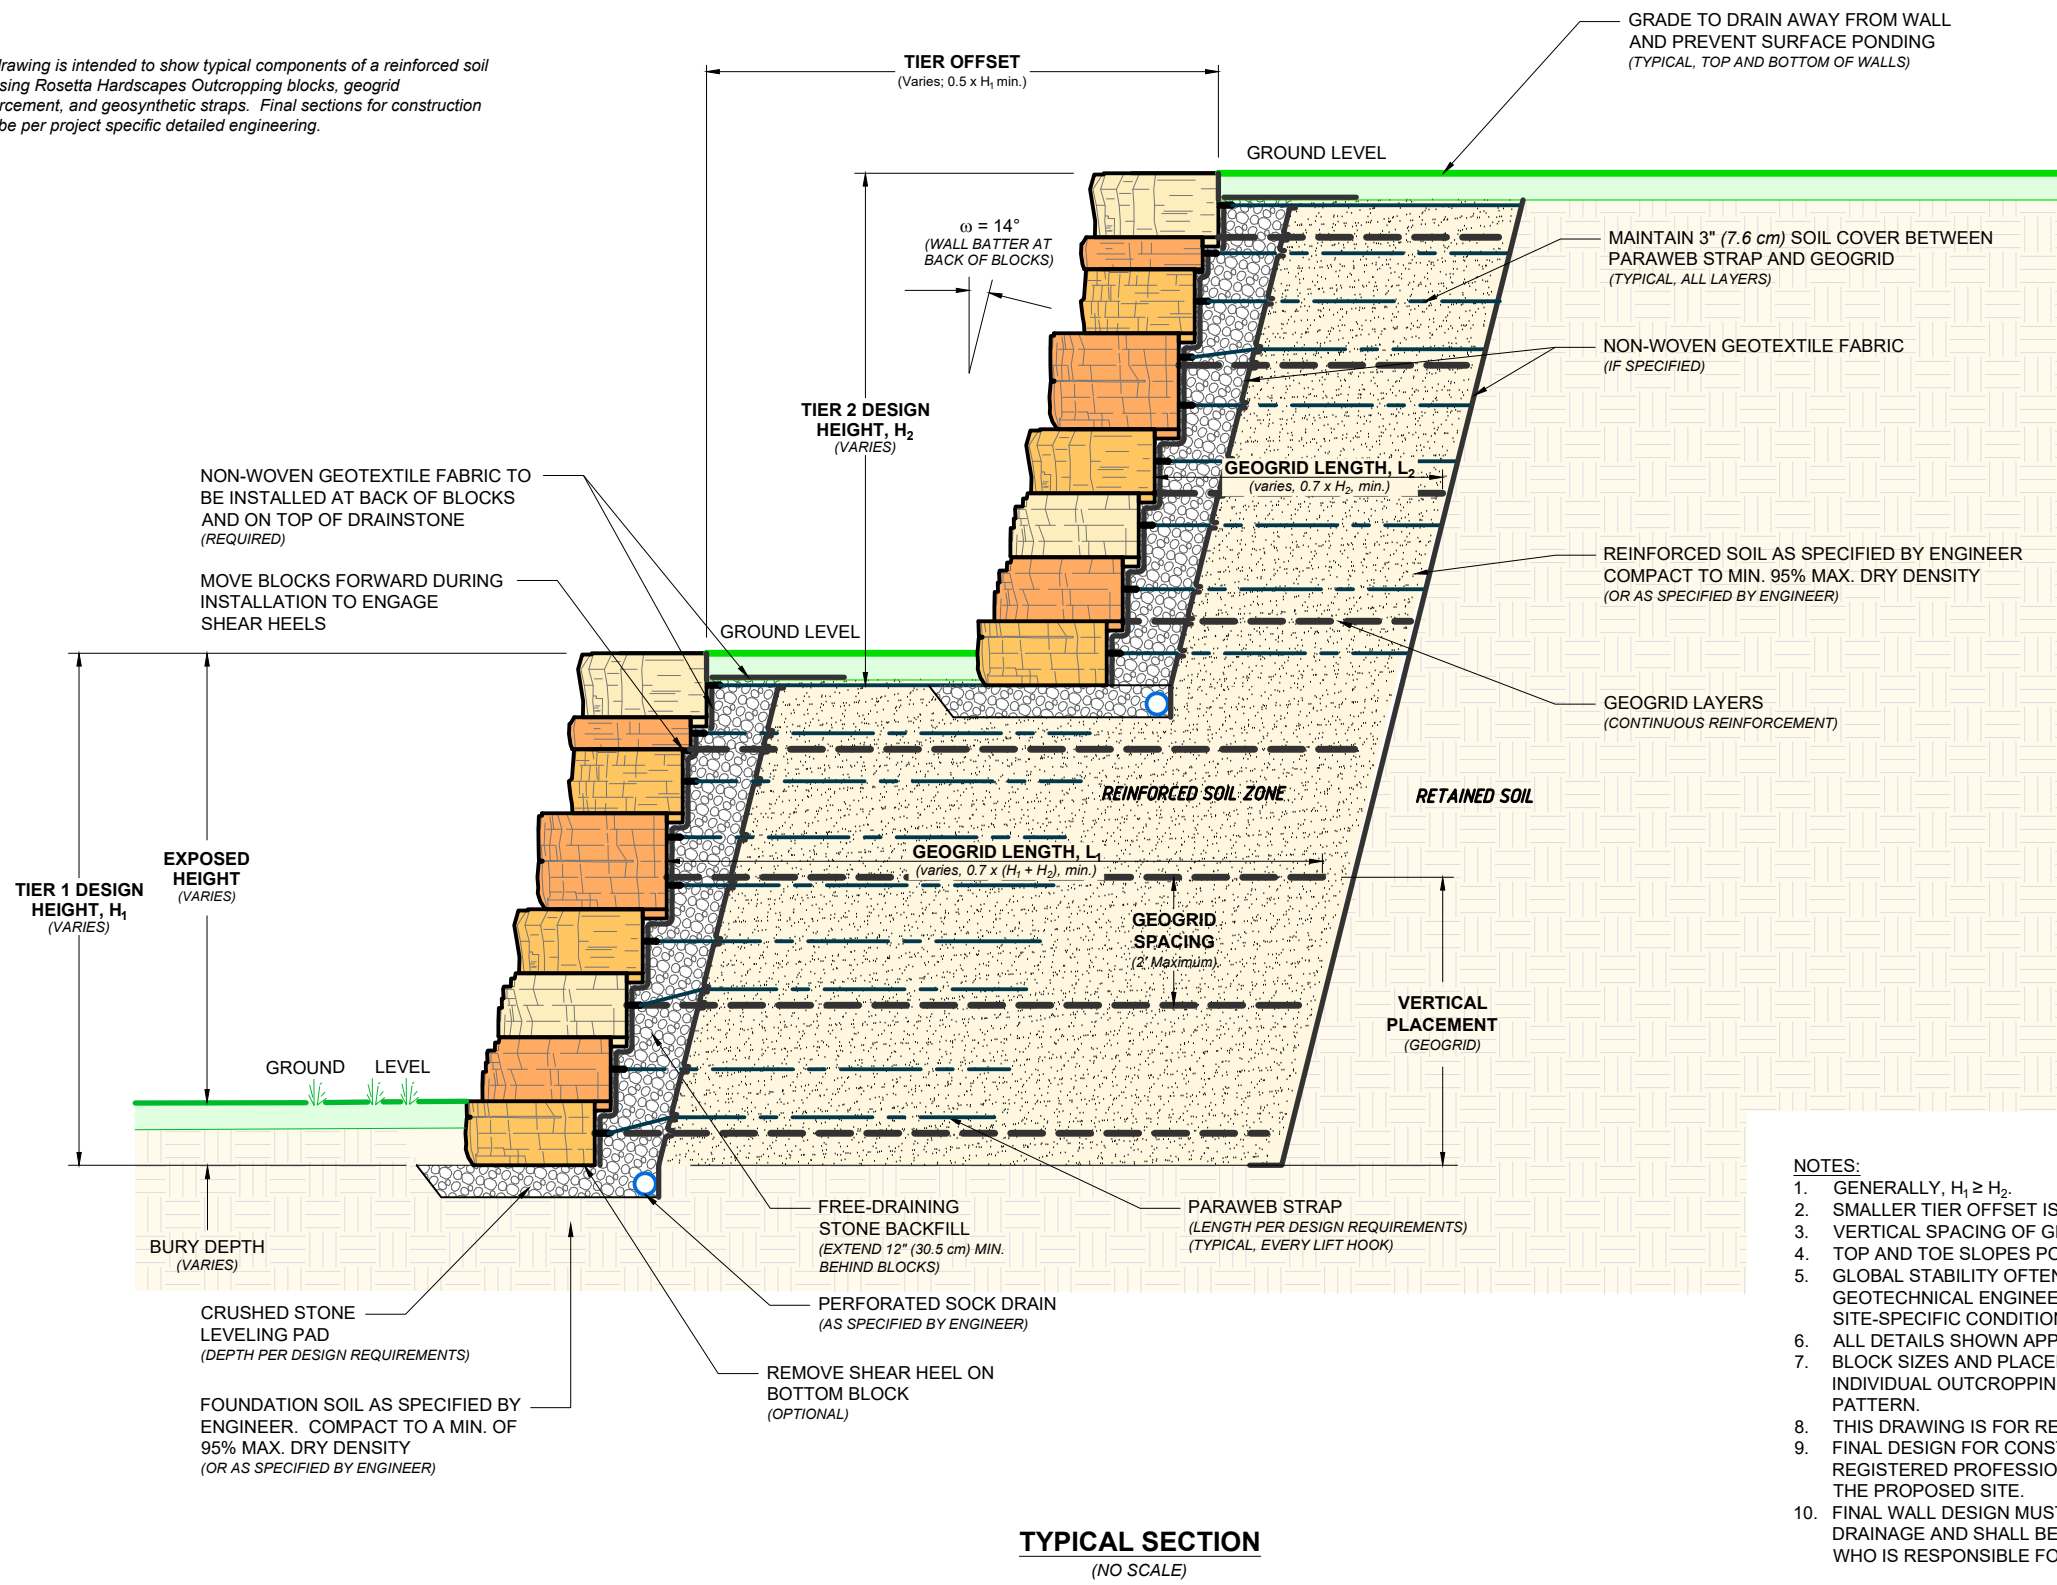 drawing is intended to show typical components of a reinforced soil
sing Rosetta Hardscapes Outcropping blocks, geogrid
rcement, and geosynthetic straps. Final sections for construction
be per project specific detailed engineering.
TIER OFFSET
(Varies; 0.5 x H₁ min.)
GRADE TO DRAIN AWAY FROM WALL
AND PREVENT SURFACE PONDING
(TYPICAL, TOP AND BOTTOM OF WALLS)
GROUND LEVEL
ω = 14°
(WALL BATTER AT
BACK OF BLOCKS)
MAINTAIN 3" (7.6 cm) SOIL COVER BETWEEN
PARAWEB STRAP AND GEOGRID
(TYPICAL, ALL LAYERS)
NON-WOVEN GEOTEXTILE FABRIC
(IF SPECIFIED)
TIER 2 DESIGN
HEIGHT, H₂
(VARIES)
GEOGRID LENGTH, L₂
(varies, 0.7 x H₂, min.)
NON-WOVEN GEOTEXTILE FABRIC TO
BE INSTALLED AT BACK OF BLOCKS
AND ON TOP OF DRAINSTONE
(REQUIRED)
MOVE BLOCKS FORWARD DURING
INSTALLATION TO ENGAGE
SHEAR HEELS
GROUND LEVEL
REINFORCED SOIL AS SPECIFIED BY ENGINEER
COMPACT TO MIN. 95% MAX. DRY DENSITY
(OR AS SPECIFIED BY ENGINEER)
GEOGRID LAYERS
(CONTINUOUS REINFORCEMENT)
REINFORCED SOIL ZONE
RETAINED SOIL
EXPOSED
HEIGHT
(VARIES)
TIER 1 DESIGN
HEIGHT, H₁
(VARIES)
GEOGRID LENGTH, L₁
(varies, 0.7 x (H₁ + H₂), min.)
GEOGRID
SPACING
(2' Maximum)
VERTICAL
PLACEMENT
(GEOGRID)
GROUND LEVEL
BURY DEPTH
(VARIES)
FREE-DRAINING
STONE BACKFILL
(EXTEND 12" (30.5 cm) MIN.
BEHIND BLOCKS)
PARAWEB STRAP
(LENGTH PER DESIGN REQUIREMENTS)
(TYPICAL, EVERY LIFT HOOK)
CRUSHED STONE
LEVELING PAD
(DEPTH PER DESIGN REQUIREMENTS)
PERFORATED SOCK DRAIN
(AS SPECIFIED BY ENGINEER)
REMOVE SHEAR HEEL ON
BOTTOM BLOCK
(OPTIONAL)
FOUNDATION SOIL AS SPECIFIED BY
ENGINEER. COMPACT TO A MIN. OF
95% MAX. DRY DENSITY
(OR AS SPECIFIED BY ENGINEER)
NOTES:
1. GENERALLY, H₁ ≥ H₂.
2. SMALLER TIER OFFSET IS
3. VERTICAL SPACING OF G
4. TOP AND TOE SLOPES PO
5. GLOBAL STABILITY OFTEN
GEOTECHNICAL ENGINEE
SITE-SPECIFIC CONDITION
6. ALL DETAILS SHOWN APP
7. BLOCK SIZES AND PLACE
INDIVIDUAL OUTCROPPIN
PATTERN.
8. THIS DRAWING IS FOR RE
9. FINAL DESIGN FOR CONS
REGISTERED PROFESSIO
THE PROPOSED SITE.
10. FINAL WALL DESIGN MUST
DRAINAGE AND SHALL BE
WHO IS RESPONSIBLE FO
TYPICAL SECTION
(NO SCALE)